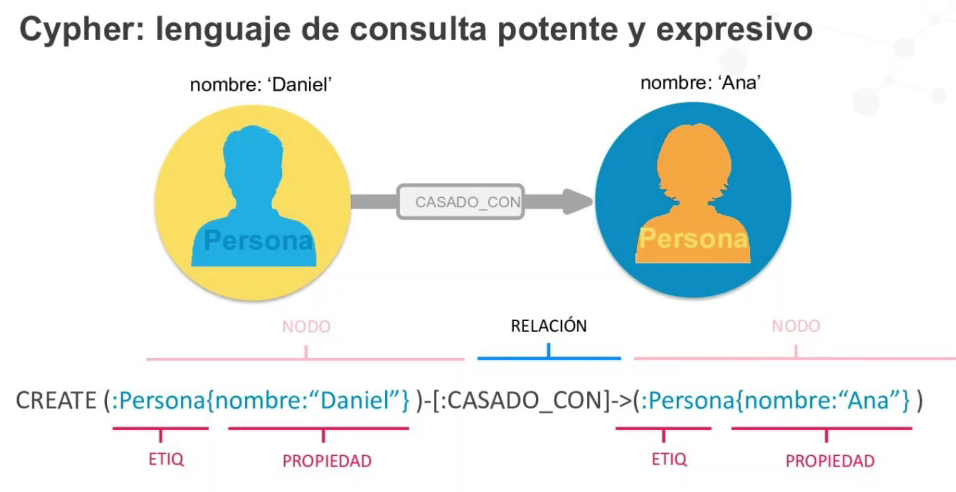 Cypher: lenguaje de consulta potente y expresivo
nombre: ‘Daniel’
nombre: ‘Ana’
CASADO_CON
Persona
Persona
NODO
RELACIÓN
NODO
CREATE (:Persona{nombre:“Daniel”} )-[:CASADO_CON]->(:Persona{nombre:“Ana”} )
ETIQ
PROPIEDAD
ETIQ
PROPIEDAD